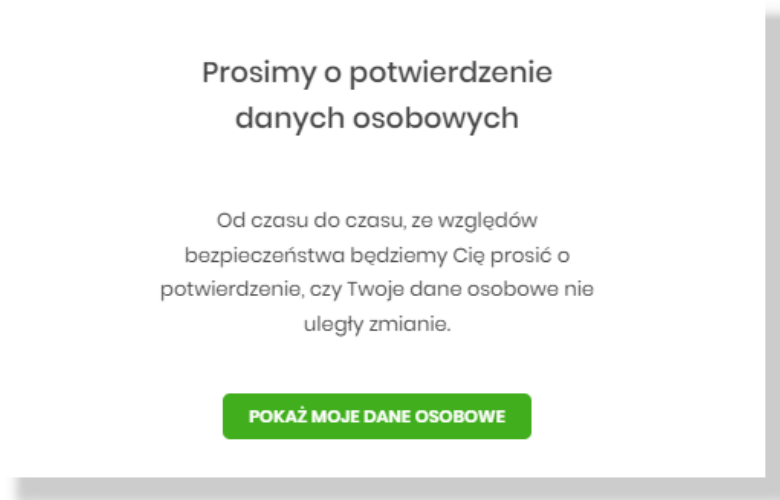 Prosimy o potwierdzenie
danych osobowych
Od czasu do czasu, ze względów
bezpieczeństwa będziemy Cię prosić o
potwierdzenie, czy Twoje dane osobowe nie
uległy zmianie.
POKAŻ MOJE DANE OSOBOWE